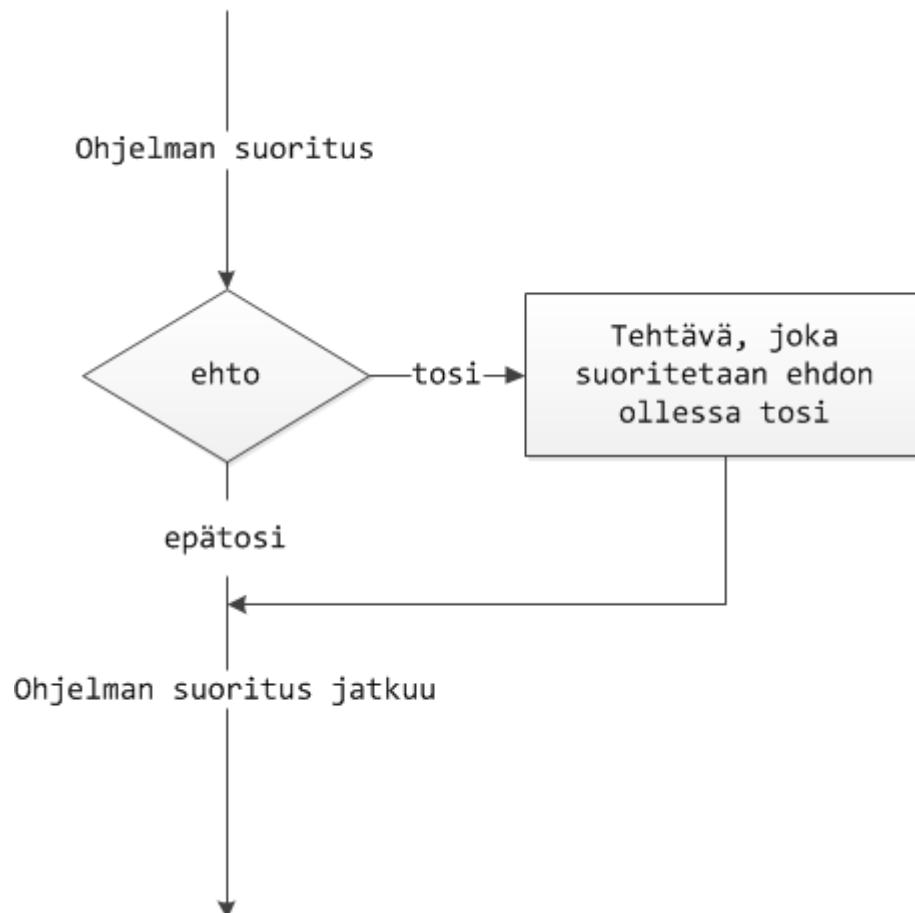 Ohjelman suoritus
ehto
tosi
Tehtävä, joka
suoritetaan ehdon
ollessa tosi
epätosi
Ohjelman suoritus jatkuu